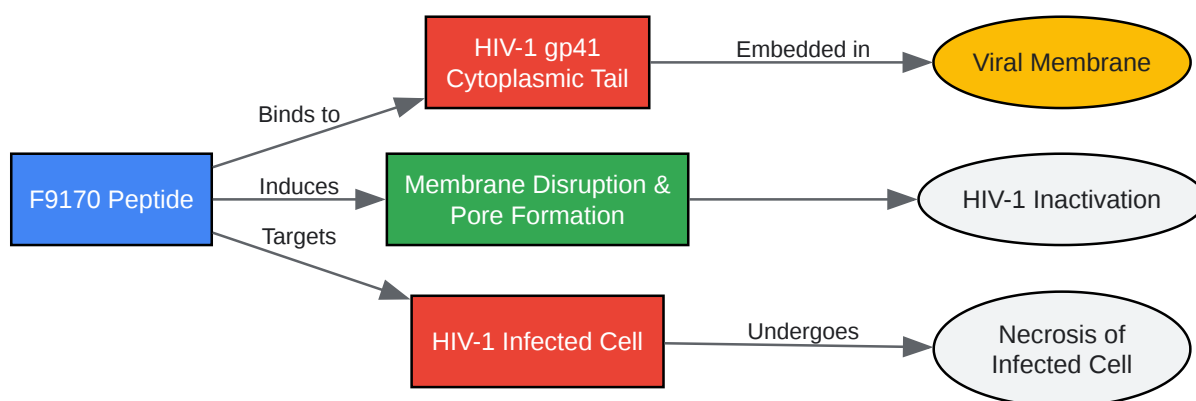 HIV-1 gp41
Cytoplasmic Tail
Embedded in
Viral Membrane
Binds to
F9170 Peptide
Induces
Membrane Disruption &
Pore Formation
HIV-1 Inactivation
Targets
HIV-1 Infected Cell
Undergoes
Necrosis of
Infected Cell